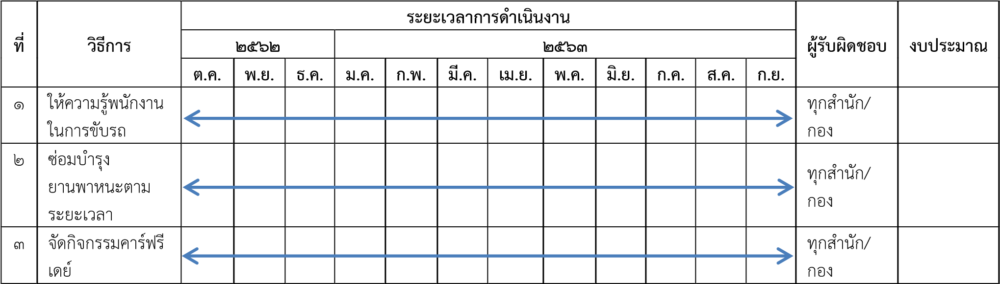 ที่ วิธีการ ระยะเวลาการดำเนินงาน ผู้รับผิดชอบ งบประมาณ
๒๕๖๒ ๒๕๖๓
ต.ค. พ.ย. ธ.ค. ม.ค. ก.พ. มี.ค. เม.ย. พ.ค. มิ.ย. ก.ค. ส.ค. ก.ย.
๑ ให้ความรู้พนักงาน ทุกสำนัก/
ในการขับรถ กอง
๒ ซ่อมบำรุง
ยานพาหนะตาม ทุกสำนัก/
ระยะเวลา กอง
๓ จัดกิจกรรมคาร์ฟรี ทุกสำนัก/
เดย์ กอง